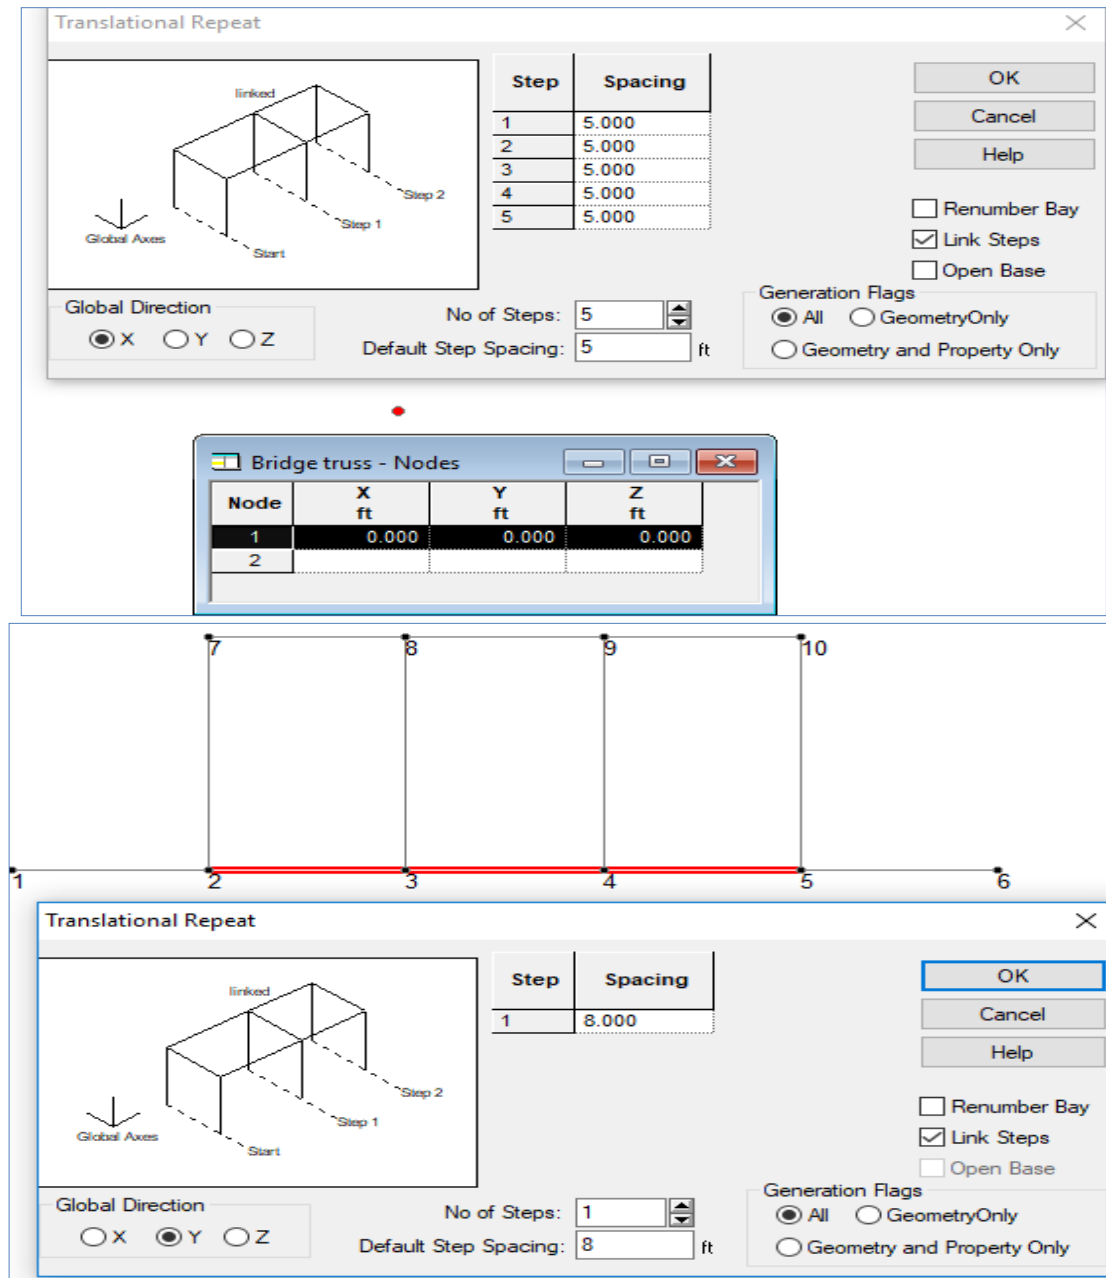 Translational Repeat
linked
Step 2
Step 1
Start
Global Axes
Step Spacing
1 5.000
2 5.000
3 5.000
4 5.000
5 5.000
OK
Cancel
Help
Renumber Bay
Link Steps
Open Base
Global Direction
X Y Z
No of Steps: 5
Default Step Spacing: 5 ft
Generation Flags
All GeometryOnly
Geometry and Property Only
Bridge truss - Nodes
Node X ft Y ft Z ft
1 0.000 0.000 0.000
2
7 8 9 10
1 2 3 4 5 6
Translational Repeat
linked
Step 2
Step 1
Start
Global Axes
Step Spacing
1 8.000
OK
Cancel
Help
Renumber Bay
Link Steps
Open Base
Global Direction
X Y Z
No of Steps: 1
Default Step Spacing: 8 ft
Generation Flags
All GeometryOnly
Geometry and Property Only